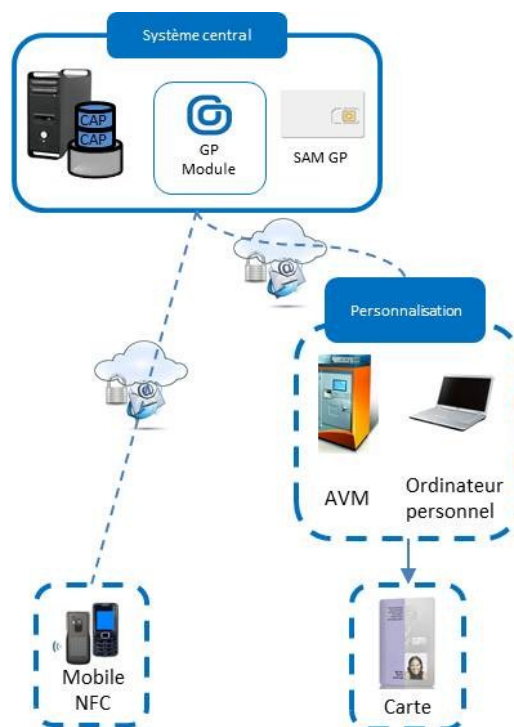 Système central
CAP
CAP
GP
Module
SAM GP
@
Personnalisation
@
AVM
Ordinateur
personnel
Mobile
NFC
Carte